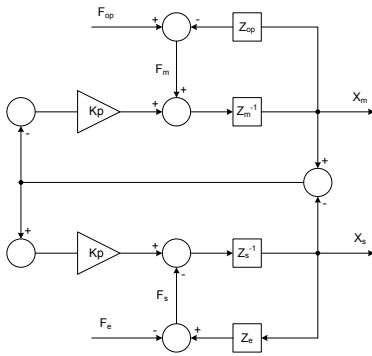 F_op + - Z_op
F_m
X_m
Kp + + Z_m^-1
-
+
-
+
Kp + - Z_s^-1
X_s
F_s
F_e - + Z_e